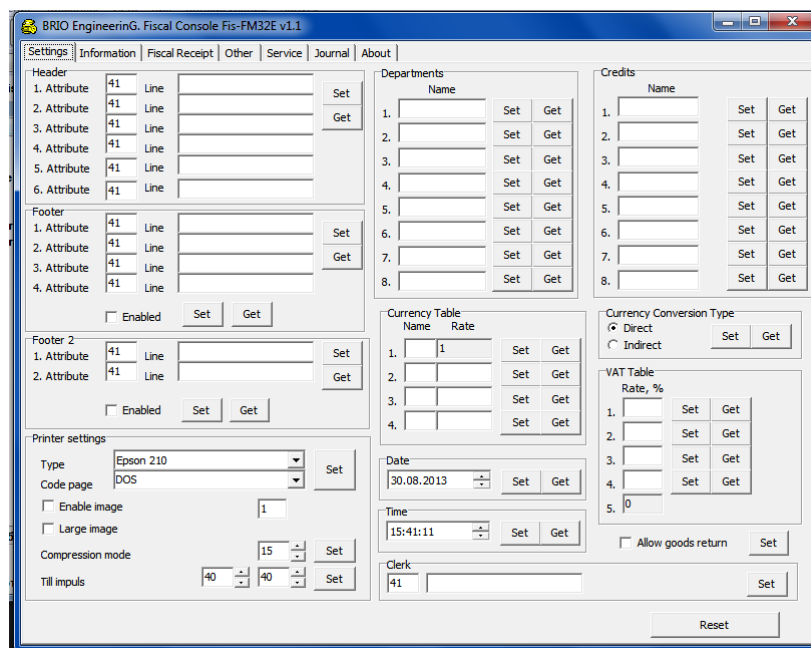 BRIO EngineerinG. Fiscal Console Fis-FM32E v1.1
Settings Information Fiscal Receipt Other Service Journal About
Header
1. Attribute 41 Line Set
2. Attribute 41 Line Get
3. Attribute 41 Line
4. Attribute 41 Line
5. Attribute 41 Line
6. Attribute 41 Line
Footer
1. Attribute 41 Line Set
2. Attribute 41 Line Get
3. Attribute 41 Line
4. Attribute 41 Line
Enabled Set Get
Footer 2
1. Attribute 41 Line Set
2. Attribute 41 Line Get
Enabled Set Get
Printer settings
Type Epson 210 Set
Code page DOS
Enable image 1
Large image
Compression mode 15 Set
Till impuls 40 40 Set
Departments
Name
1. Set Get
2. Set Get
3. Set Get
4. Set Get
5. Set Get
6. Set Get
7. Set Get
8. Set Get
Credits
Name
1. Set Get
2. Set Get
3. Set Get
4. Set Get
5. Set Get
6. Set Get
7. Set Get
8. Set Get
Currency Table
Name Rate
1. 1 Set Get
2. Set Get
3. Set Get
4. Set Get
Currency Conversion Type
Direct Set Get
Indirect
VAT Table
Rate, %
1. Set Get
2. Set Get
3. Set Get
4. Set Get
5. 0
Date
30.08.2013 Set Get
Time
15:41:11 Set Get
Allow goods return Set
Clerk
41 Set
Reset